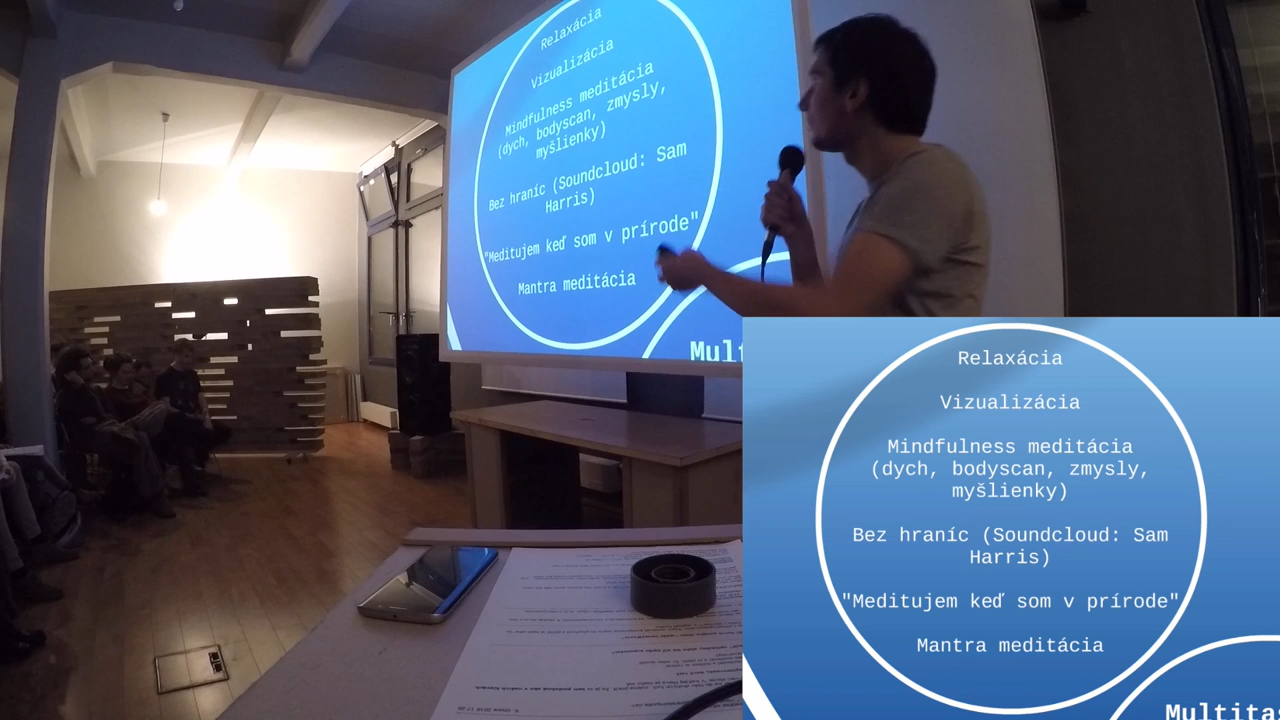 Relaxácia
Vizualizácia
Mindfulness meditácia
(dych, bodyscan, zmysly,
myšlienky)
Bez hraníc (Soundcloud: Sam
Harris)
"Meditujem keď som v prírode"
Mantra meditácia
Mult
Relaxácia
Vizualizácia
Mindfulness meditácia
(dych, bodyscan, zmysly,
myšlienky)
Bez hraníc (Soundcloud: Sam
Harris)
"Meditujem keď som v prírode"
Mantra meditácia
Multitas